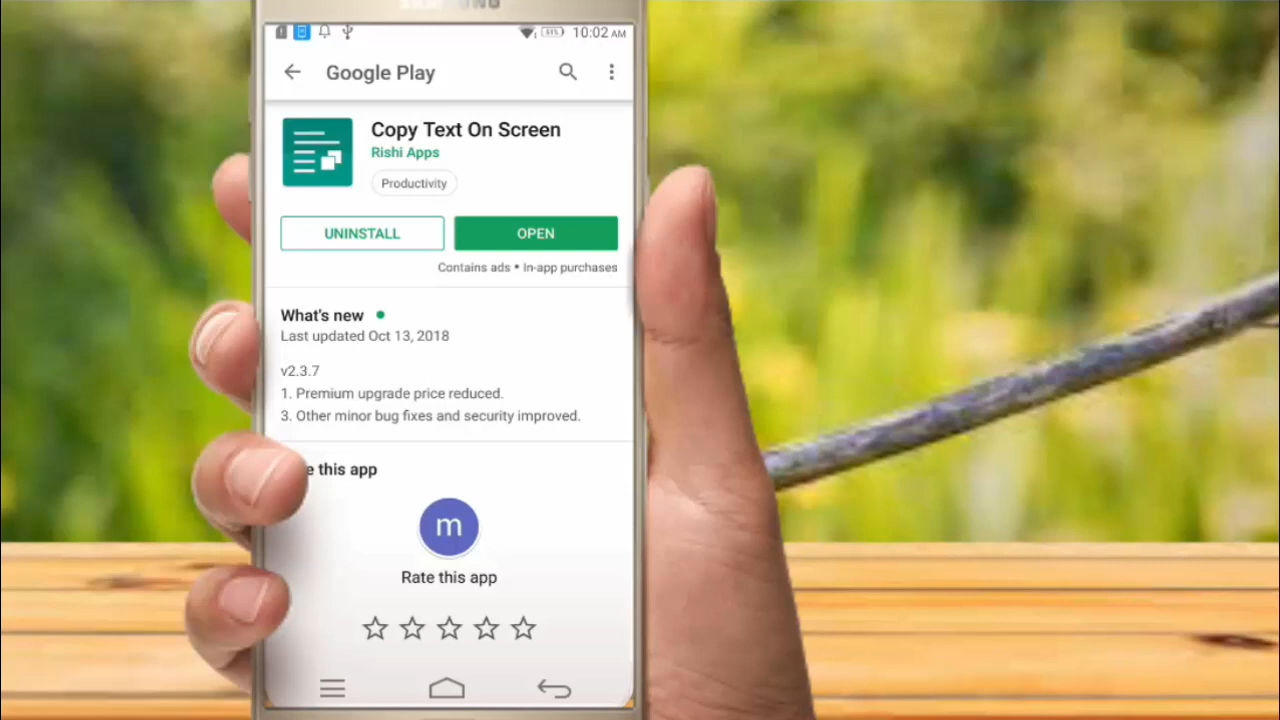 SAMSUNG
10:02 AM
Google Play
Copy Text On Screen
Rishi Apps
Productivity
UNINSTALL
OPEN
Contains ads • In-app purchases
What's new
Last updated Oct 13, 2018
v2.3.7
1. Premium upgrade price reduced.
3. Other minor bug fixes and security improved.
e this app
m
Rate this app